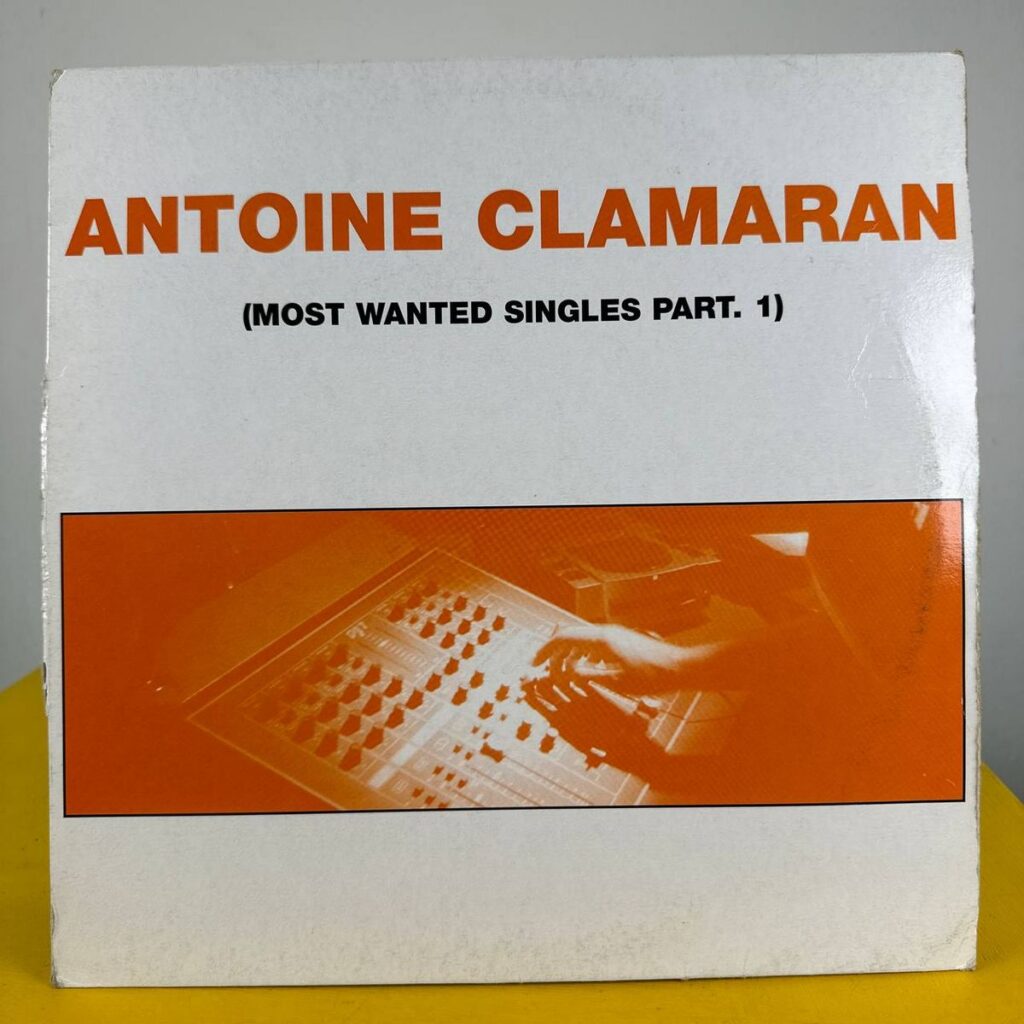 ANTOINE CLAMARAN
(MOST WANTED SINGLES PART. 1)